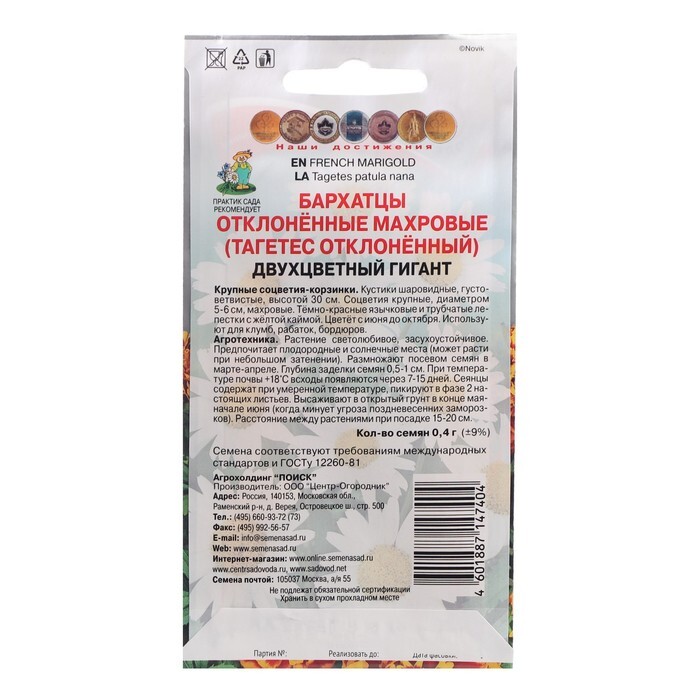 ©Novik
PAP
Наши достижения
EN FRENCH MARIGOLD
LA Tagetes patula nana
ПРАКТИК САДА
РЕКОМЕНДУЕТ
БАРХАТЦЫ
ОТКЛОНЁННЫЕ МАХРОВЫЕ
(ТАГЕТЕС ОТКЛОНЁННЫЙ)
ДВУХЦВЕТНЫЙ ГИГАНТ
Крупные соцветия-корзинки. Кустики шаровидные, густо-
ветвистые, высотой 30 см. Соцветия крупные, диаметром
5-6 см, махровые. Тёмно-красные язычковые и трубчатые ле-
пестки с жёлтой каймой. Цветёт с июня до октября. Использу-
ют для клумб, рабаток, бордюров.
Агротехника. Растение светолюбивое, засухоустойчивое.
Предпочитает плодородные и солнечные места (может расти
при небольшом затенении). Размножают посевом семян в
марте-апреле. Глубина заделки семян 0,5-1 см. При темпера-
туре почвы +18°С всходы появляются через 7-15 дней. Сеянцы
содержат при умеренной температуре, пикируют в фазе 2 на-
стоящих листьев. Высаживают в открытый грунт в конце мая-
начале июня (когда минует угроза поздневесенних замороз-
ков). Расстояние между растениями при посадке 15-20 см.
Кол-во семян 0,4 г (±9%)
Семена соответствуют требованиям международных
стандартов и ГОСТу 12260-81
Агрохолдинг "ПОИСК"
Производитель: ООО "Центр-Огородник"
Адрес: Россия, 140153, Московская обл.,
Раменский р-н, д. Верея, Островецкое ш., стр. 500
Тел.: (495) 660-93-72 (73)
Факс: (495) 992-56-57
E-mail: info@semenasad.ru
Web: www.semenasad.ru
Интернет-магазин: www.online.semenasad.ru
www.centrsadovoda.ru, www.sadovod.net
Семена почтой: 105037 Москва, а/я 55
Не подлежат обязательной сертификации
Хранить в сухом прохладном месте
4 601887 147404
Партия №: Реализовать до: Дата фасовки: